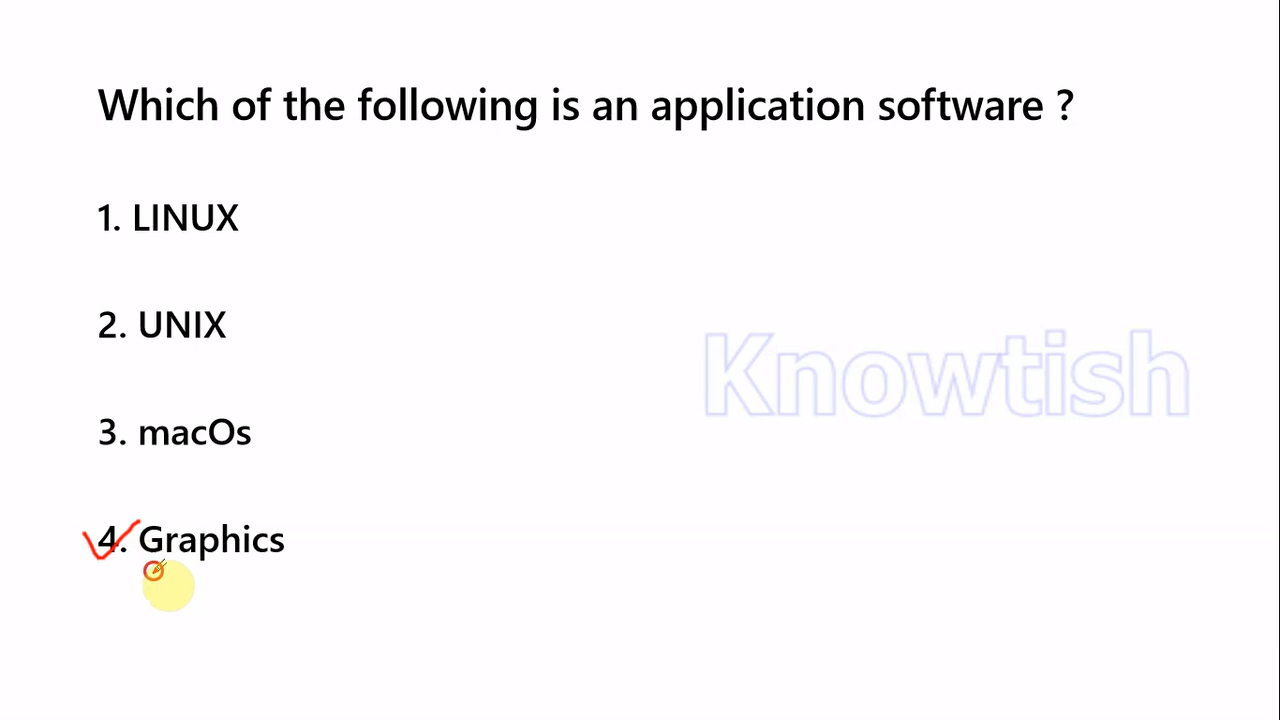 Which of the following is an application software ?
1. LINUX
2. UNIX
Knowtish
3. macOs
4. Graphics